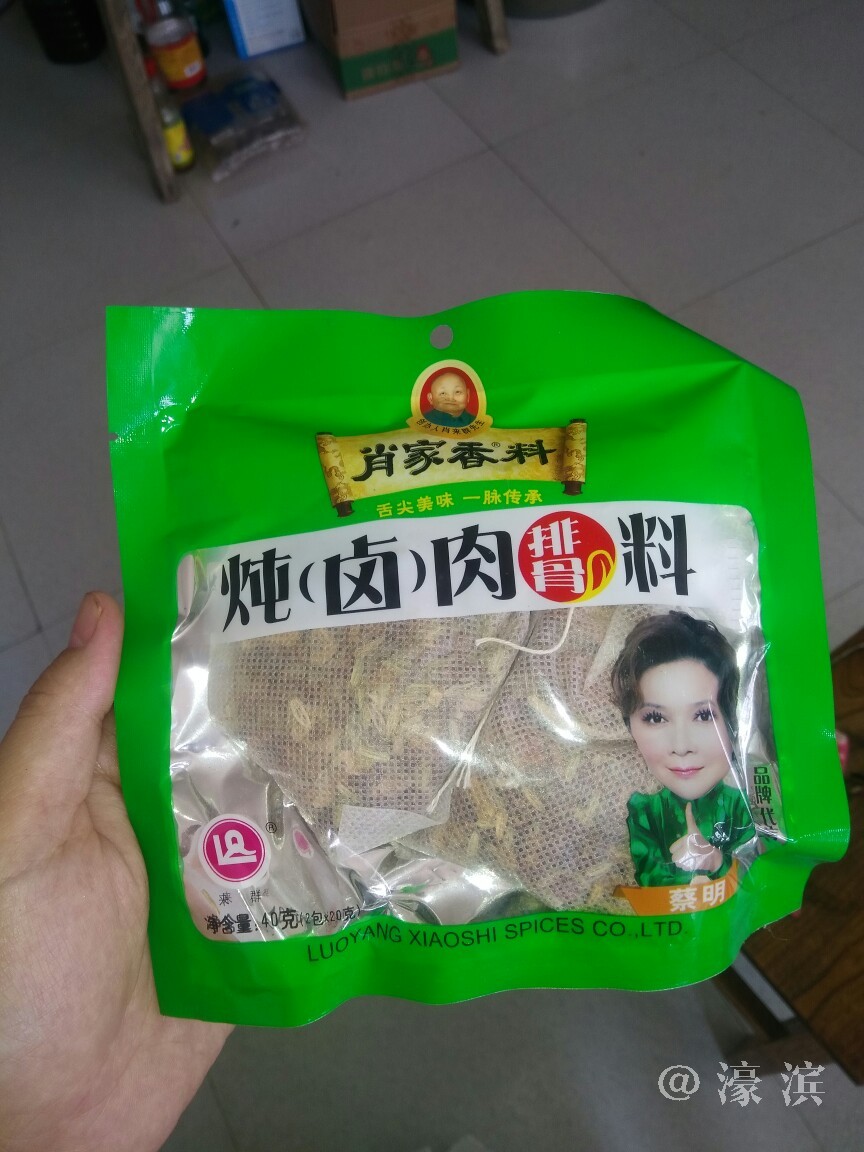 肖家香料®
舌尖美味 一脉传承
炖(卤)肉排骨料
品牌代
蔡明
®
莱群
净含量:40克(2包x20克)
LUOYANG XIAOSHI SPICES CO.,LTD.
@濠滨